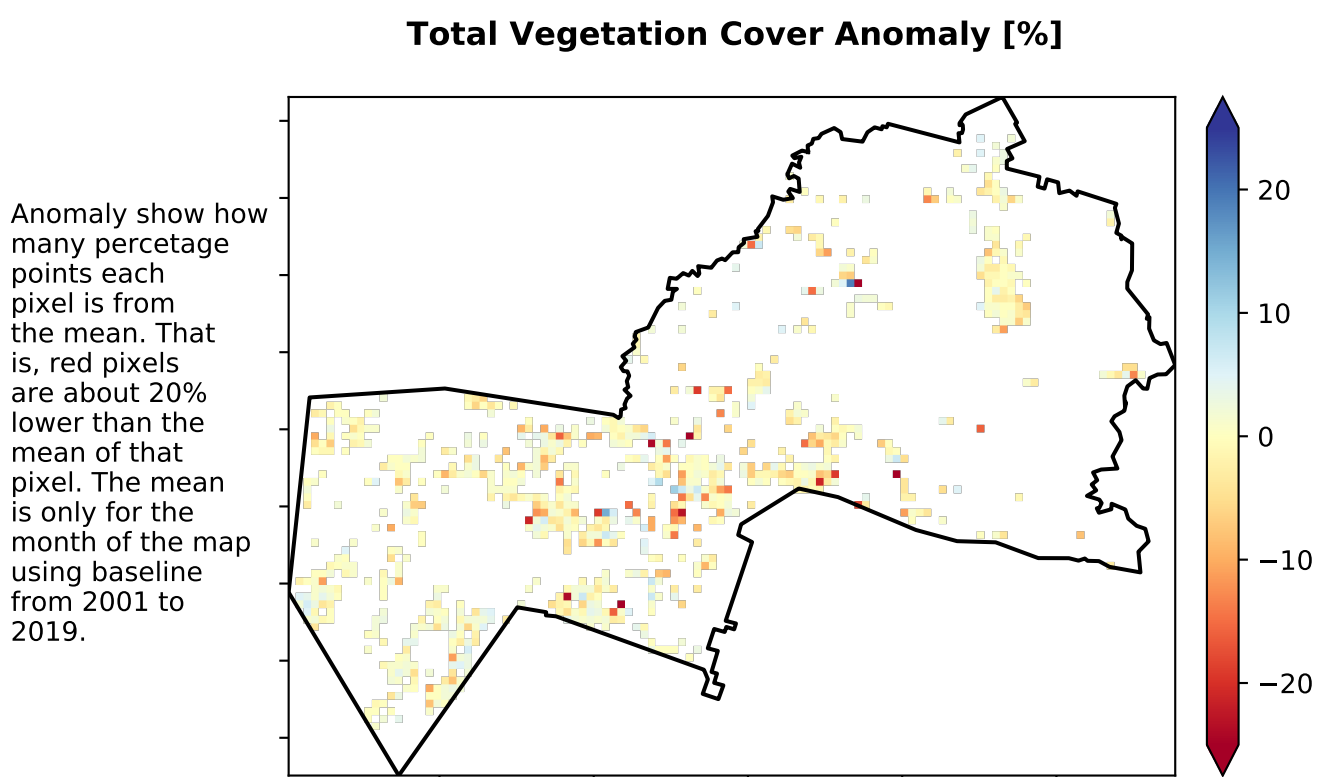 Total Vegetation Cover Anomaly [%]
Anomaly show how
many percetage
points each
pixel is from
the mean. That
is, red pixels
are about 20%
lower than the
mean of that
pixel. The mean
is only for the
month of the map
using baseline
from 2001 to
2019.
20
10
0
−10
−20